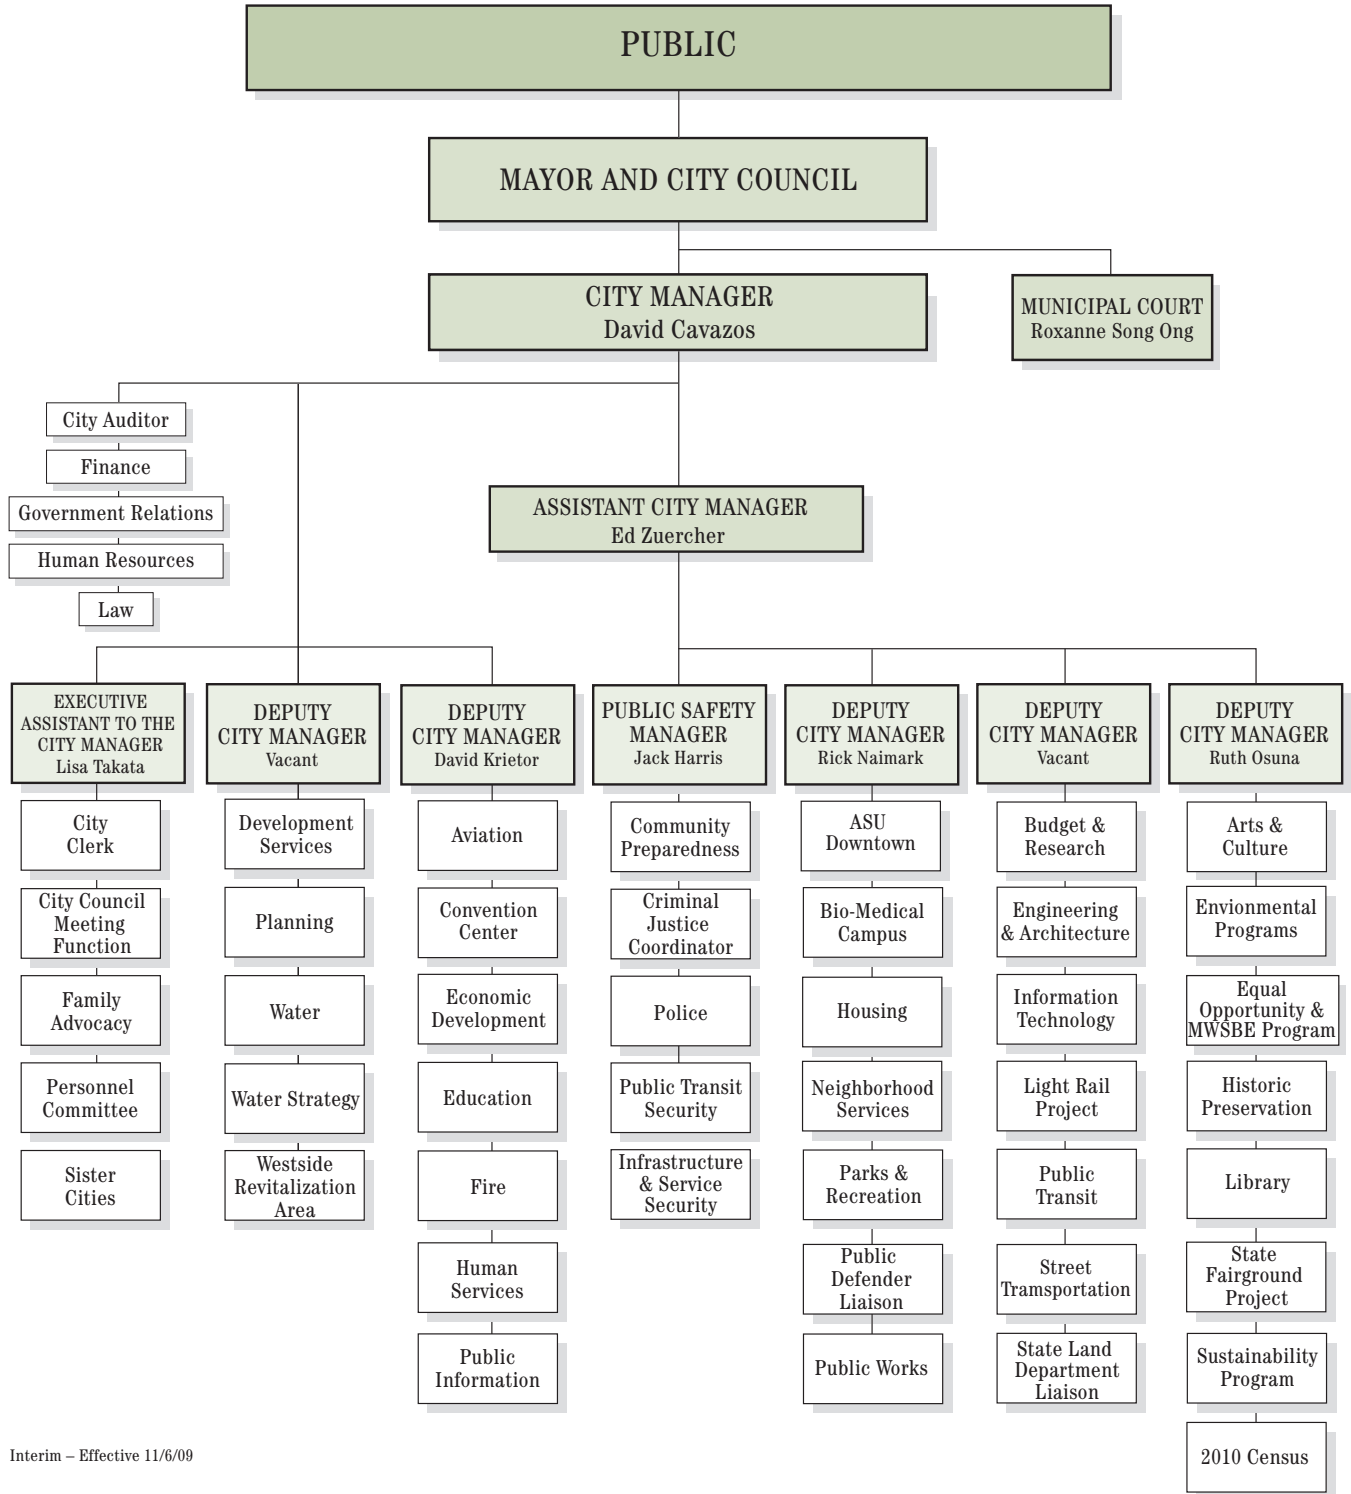 PUBLIC
MAYOR AND CITY COUNCIL
CITY MANAGER
David Cavazos
MUNICIPAL COURT
Roxanne Song Ong
City Auditor
Finance
Government Relations
Human Resources
Law
ASSISTANT CITY MANAGER
Ed Zuercher
EXECUTIVE
ASSISTANT TO THE
CITY MANAGER
Lisa Takata
City
Clerk
City Council
Meeting
Function
Family
Advocacy
Personnel
Committee
Sister
Cities
DEPUTY
CITY MANAGER
Vacant
Development
Services
Planning
Water
Water Strategy
Westside
Revitalization
Area
DEPUTY
CITY MANAGER
David Krietor
Aviation
Convention
Center
Economic
Development
Education
Fire
Human
Services
Public
Information
PUBLIC SAFETY
MANAGER
Jack Harris
Community
Preparedness
Criminal
Justice
Coordinator
Police
Public Transit
Security
Infrastructure
& Service
Security
DEPUTY
CITY MANAGER
Rick Naimark
ASU
Downtown
Bio-Medical
Campus
Housing
Neighborhood
Services
Parks &
Recreation
Public
Defender
Liaison
Public Works
DEPUTY
CITY MANAGER
Vacant
Budget &
Research
Engineering
& Architecture
Information
Technology
Light Rail
Project
Public
Transit
Street
Tramsportation
State Land
Department
Liaison
DEPUTY
CITY MANAGER
Ruth Osuna
Arts &
Culture
Envionmental
Programs
Equal
Opportunity &
MWSBE Program
Historic
Preservation
Library
State
Fairground
Project
Sustainability
Program
2010 Census
Interim – Effective 11/6/09